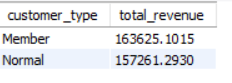 customer_type total_revenue
Member 163625.1015
Normal 157261.2930